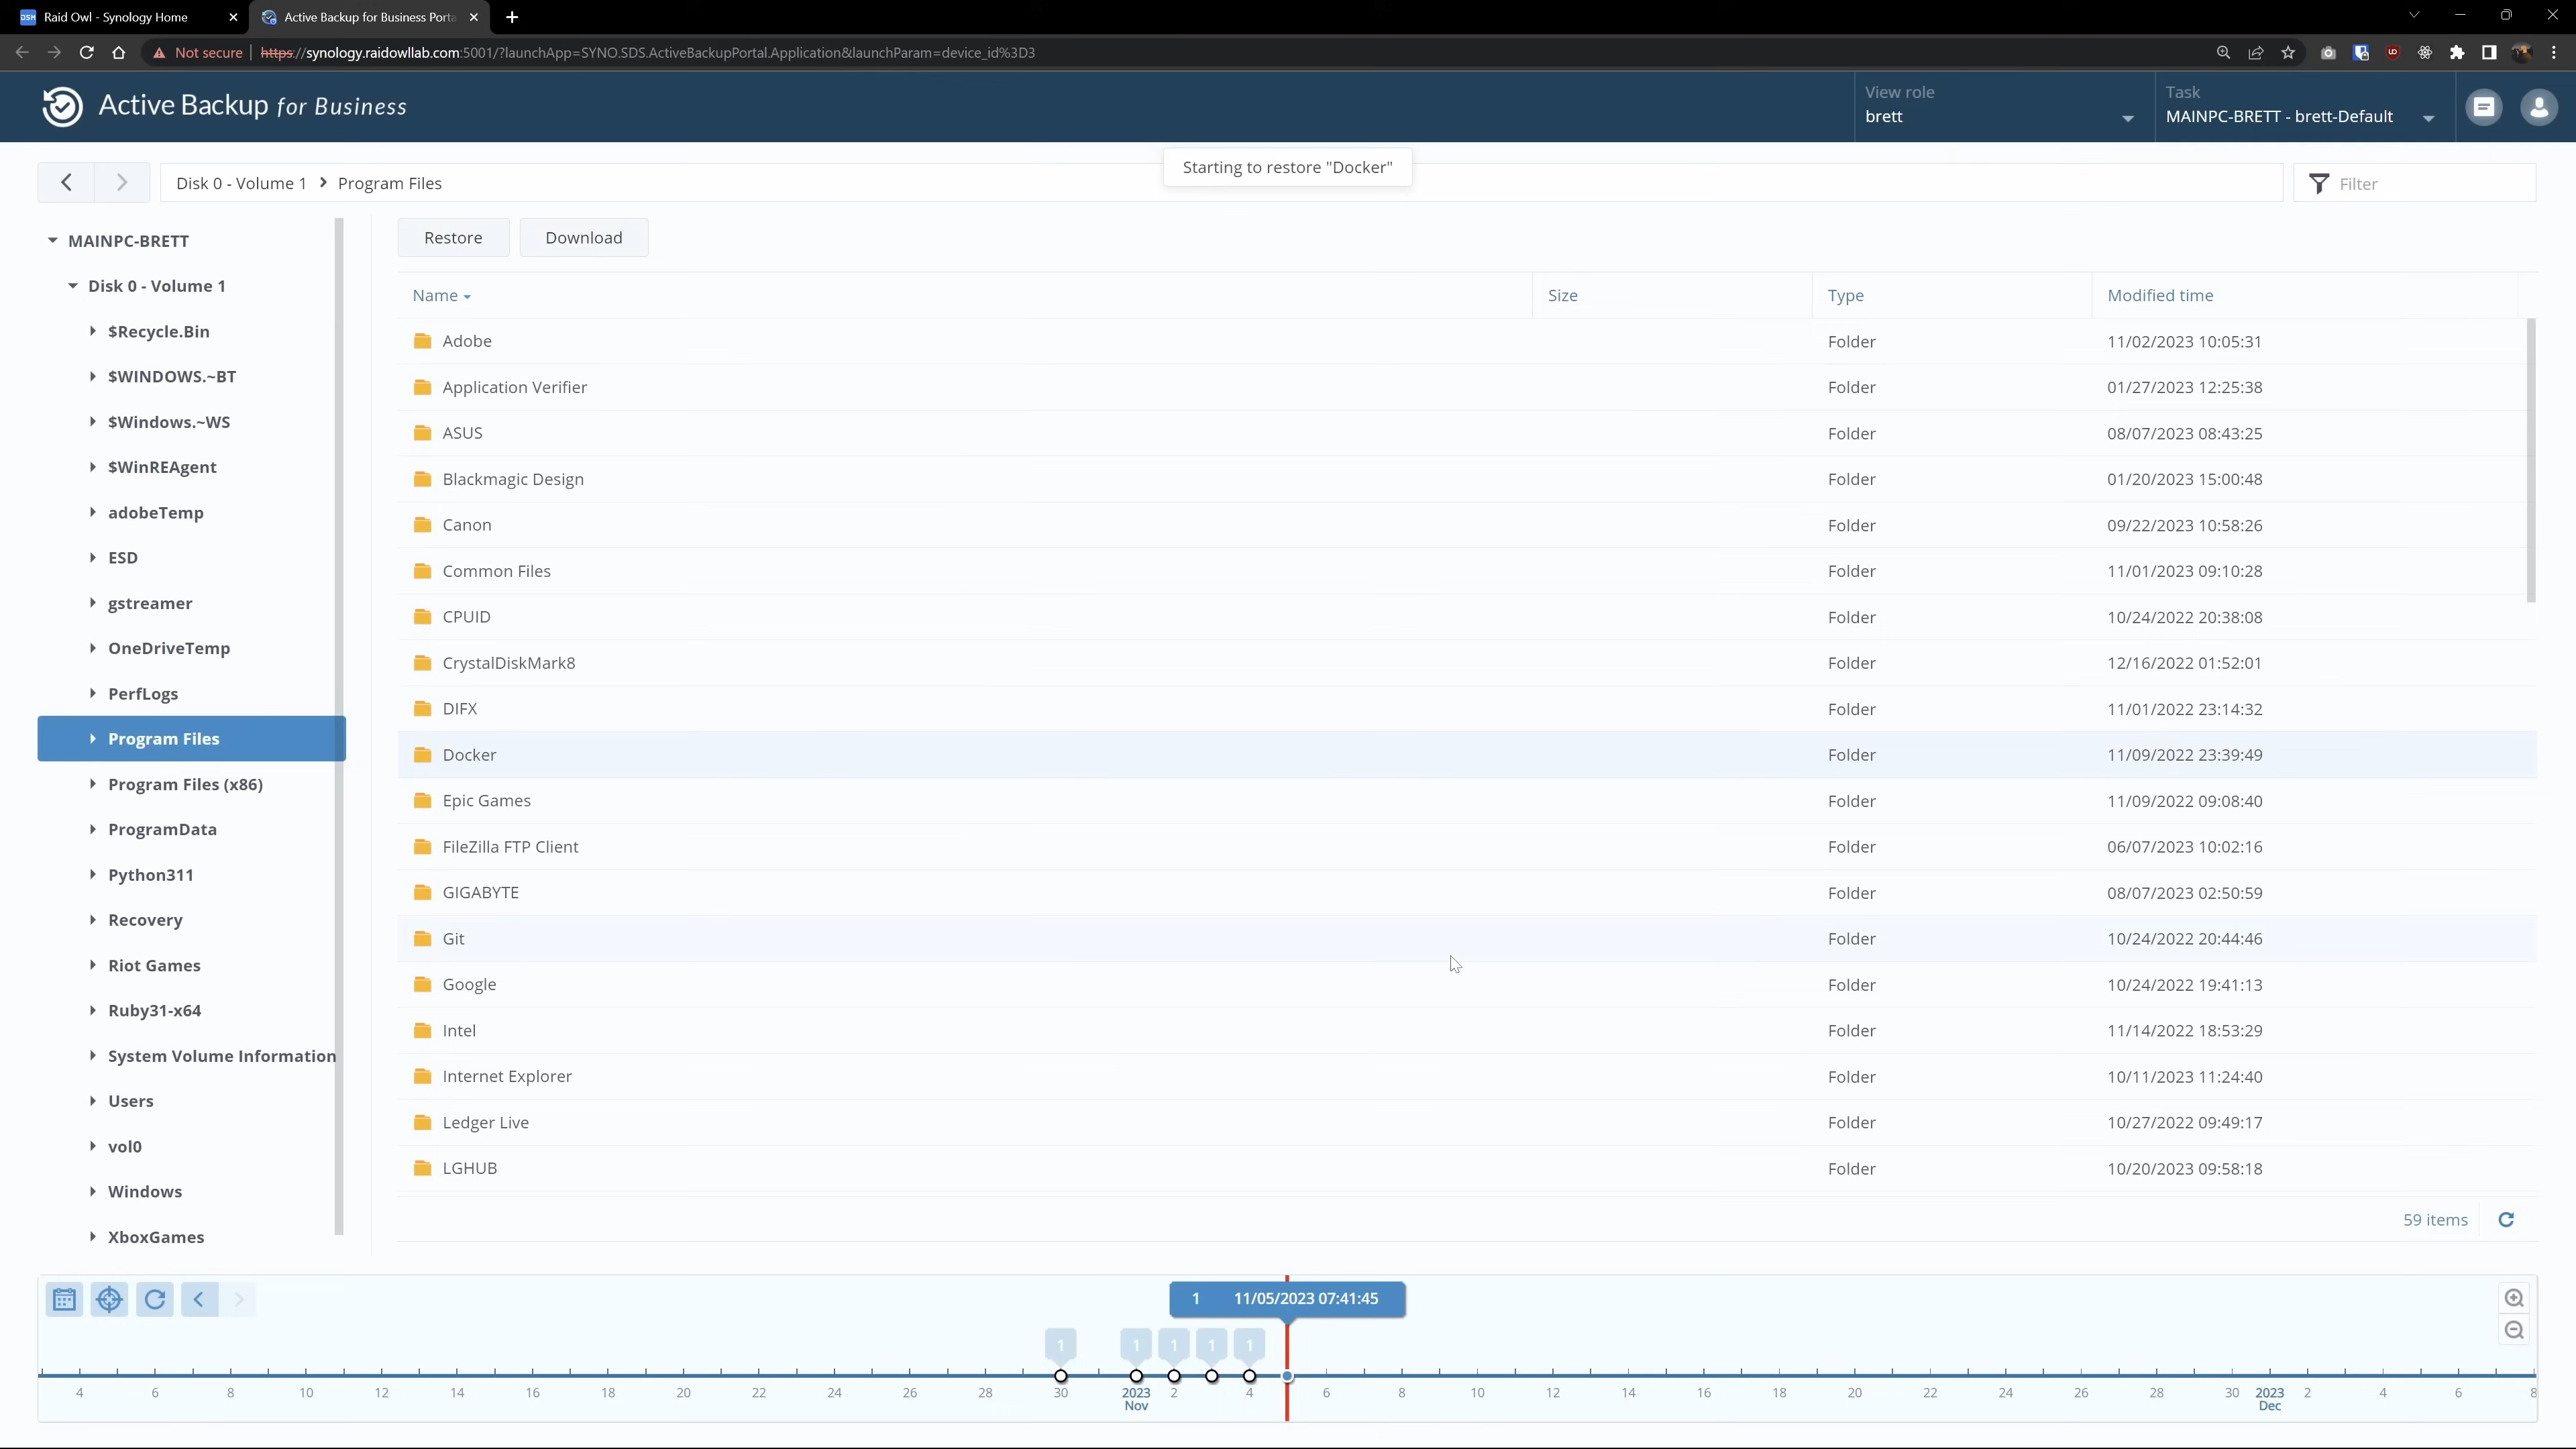 DSM Raid Owl - Synology Home
Active Backup for Business Porta
Not secure https://synology.raidowllab.com:5001/?launchApp=SYNO.SDS.ActiveBackupPortal.Application&launchParam=device_id%3D3
Active Backup for Business
View role
brett
Task
MAINPC-BRETT - brett-Default
Disk 0 - Volume 1 > Program Files
Starting to restore "Docker"
Filter
MAINPC-BRETT
Disk 0 - Volume 1
$Recycle.Bin
$WINDOWS.~BT
$Windows.~WS
$WinREAgent
adobeTemp
ESD
gstreamer
OneDriveTemp
PerfLogs
Program Files
Program Files (x86)
ProgramData
Python311
Recovery
Riot Games
Ruby31-x64
System Volume Information
Users
vol0
Windows
XboxGames
Restore Download
Name Size Type Modified time
Adobe Folder 11/02/2023 10:05:31
Application Verifier Folder 01/27/2023 12:25:38
ASUS Folder 08/07/2023 08:43:25
Blackmagic Design Folder 01/20/2023 15:00:48
Canon Folder 09/22/2023 10:58:26
Common Files Folder 11/01/2023 09:10:28
CPUID Folder 10/24/2022 20:38:08
CrystalDiskMark8 Folder 12/16/2022 01:52:01
DIFX Folder 11/01/2022 23:14:32
Docker Folder 11/09/2022 23:39:49
Epic Games Folder 11/09/2022 09:08:40
FileZilla FTP Client Folder 06/07/2023 10:02:16
GIGABYTE Folder 08/07/2023 02:50:59
Git Folder 10/24/2022 20:44:46
Google Folder 10/24/2022 19:41:13
Intel Folder 11/14/2022 18:53:29
Internet Explorer Folder 10/11/2023 11:24:40
Ledger Live Folder 10/27/2022 09:49:17
LGHUB Folder 10/20/2023 09:58:18
59 items
1 11/05/2023 07:41:45
1 1 1 1 1
4 6 8 10 12 14 16 18 20 22 24 26 28 30 2023 2 4 6 8 10 12 14 16 18 20 22 24 26 28 30 2023 2 4 6 8
Nov Dec